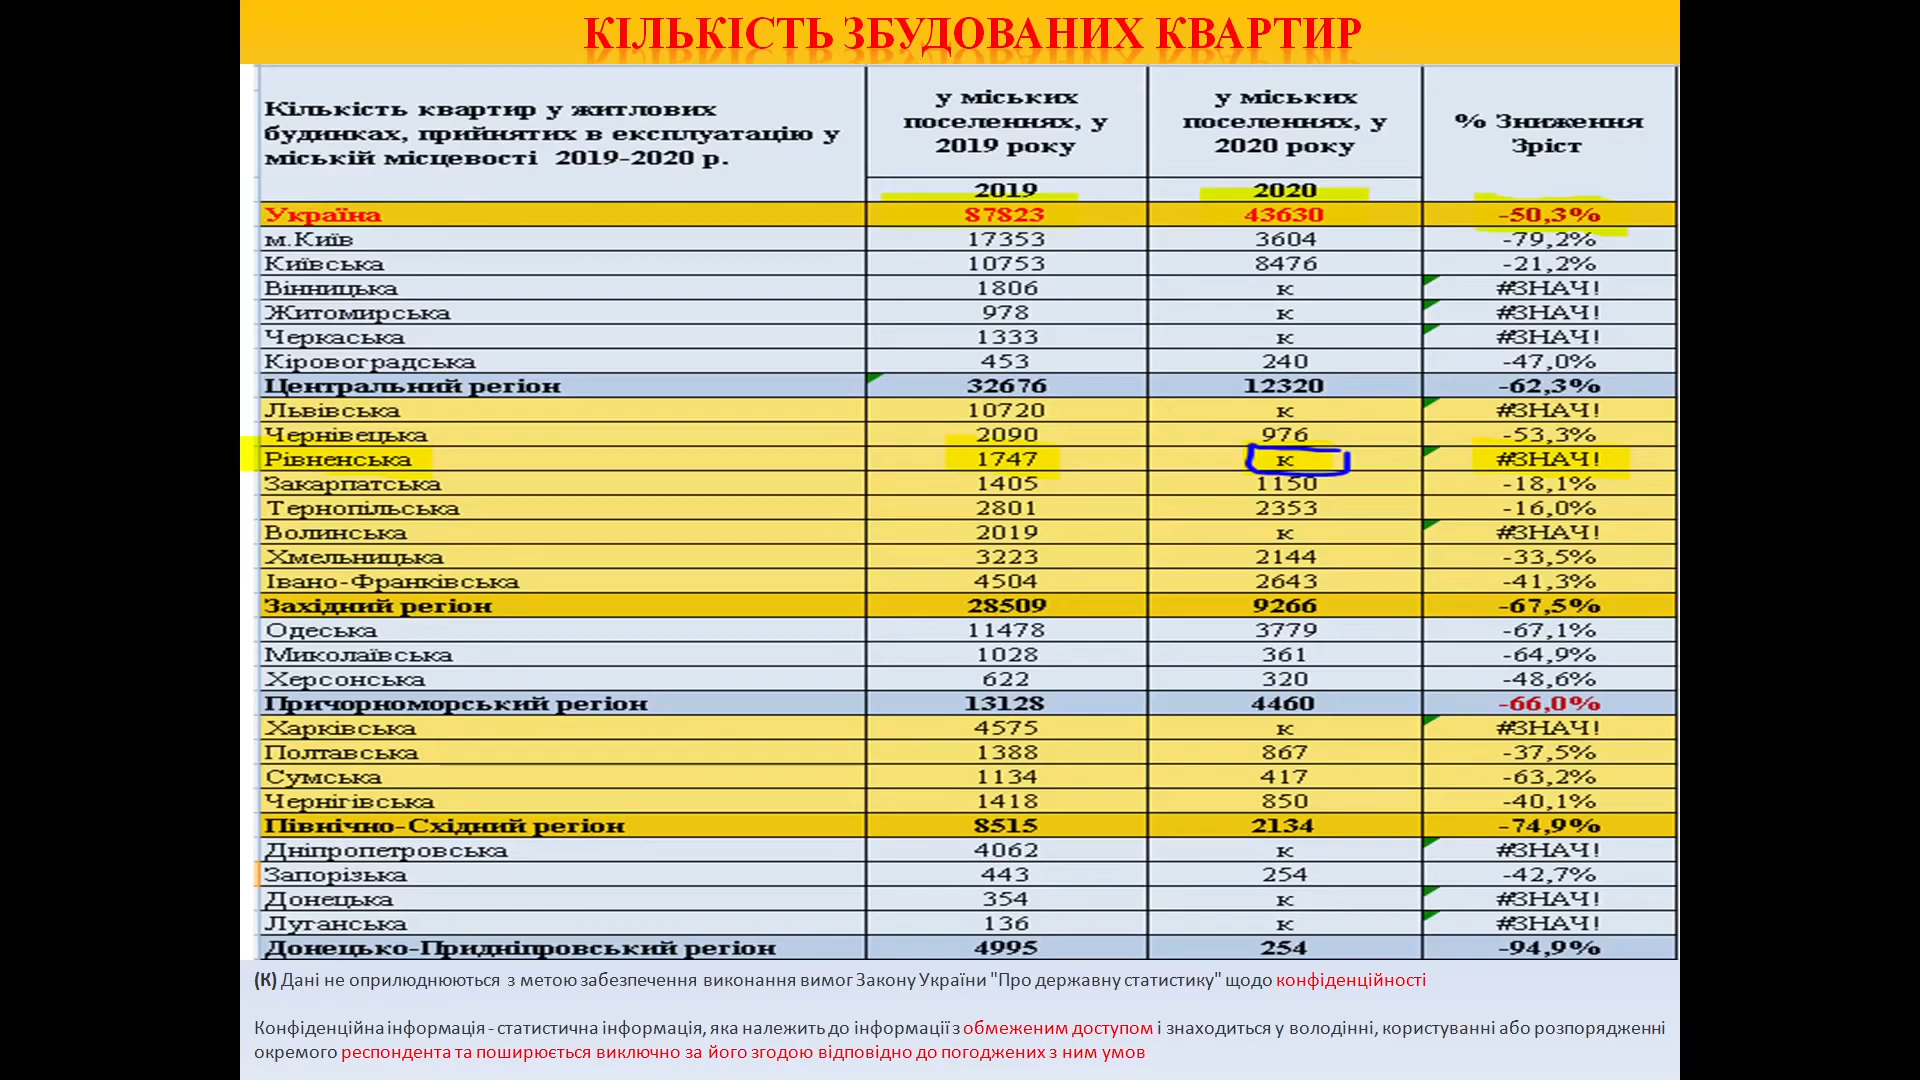 КІЛЬКІСТЬ ЗБУДОВАНИХ КВАРТИР
Кількість квартир у житлових
будинках, прийнятих в експлуатацію у
міській місцевості 2019-2020 р.
у міських
поселеннях, у
2019 року
у міських
поселеннях, у
2020 року
% Зниження
Зріст
2019 2020
Україна 87823 43630 -50,3%
м.Київ 17353 3604 -79,2%
Київська 10753 8476 -21,2%
Вінницька 1806 к #ЗНАЧ!
Житомирська 978 к #ЗНАЧ!
Черкаська 1333 к #ЗНАЧ!
Кіровоградська 453 240 -47,0%
Центральний регіон 32676 12320 -62,3%
Львівська 10720 к #ЗНАЧ!
Чернівецька 2090 976 -53,3%
Рівненська 1747 к #ЗНАЧ!
Закарпатська 1405 1150 -18,1%
Тернопільська 2801 2353 -16,0%
Волинська 2019 к #ЗНАЧ!
Хмельницька 3223 2144 -33,5%
Івано-Франківська 4504 2643 -41,3%
Західний регіон 28509 9266 -67,5%
Одеська 11478 3779 -67,1%
Миколаївська 1028 361 -64,9%
Херсонська 622 320 -48,6%
Причорноморський регіон 13128 4460 -66,0%
Харківська 4575 к #ЗНАЧ!
Полтавська 1388 867 -37,5%
Сумська 1134 417 -63,2%
Чернігівська 1418 850 -40,1%
Північно-Східний регіон 8515 2134 -74,9%
Дніпропетровська 4062 к #ЗНАЧ!
Запорізька 443 254 -42,7%
Донецька 354 к #ЗНАЧ!
Луганська 136 к #ЗНАЧ!
Донецько-Придніпровський регіон 4995 254 -94,9%
(К) Дані не оприлюднюються з метою забезпечення виконання вимог Закону України "Про державну статистику" щодо конфіденційності
Конфіденційна інформація - статистична інформація, яка належить до інформації з обмеженим доступом і знаходиться у володінні, користуванні або розпорядженні
окремого респондента та поширюється виключно за його згодою відповідно до погоджених з ним умов